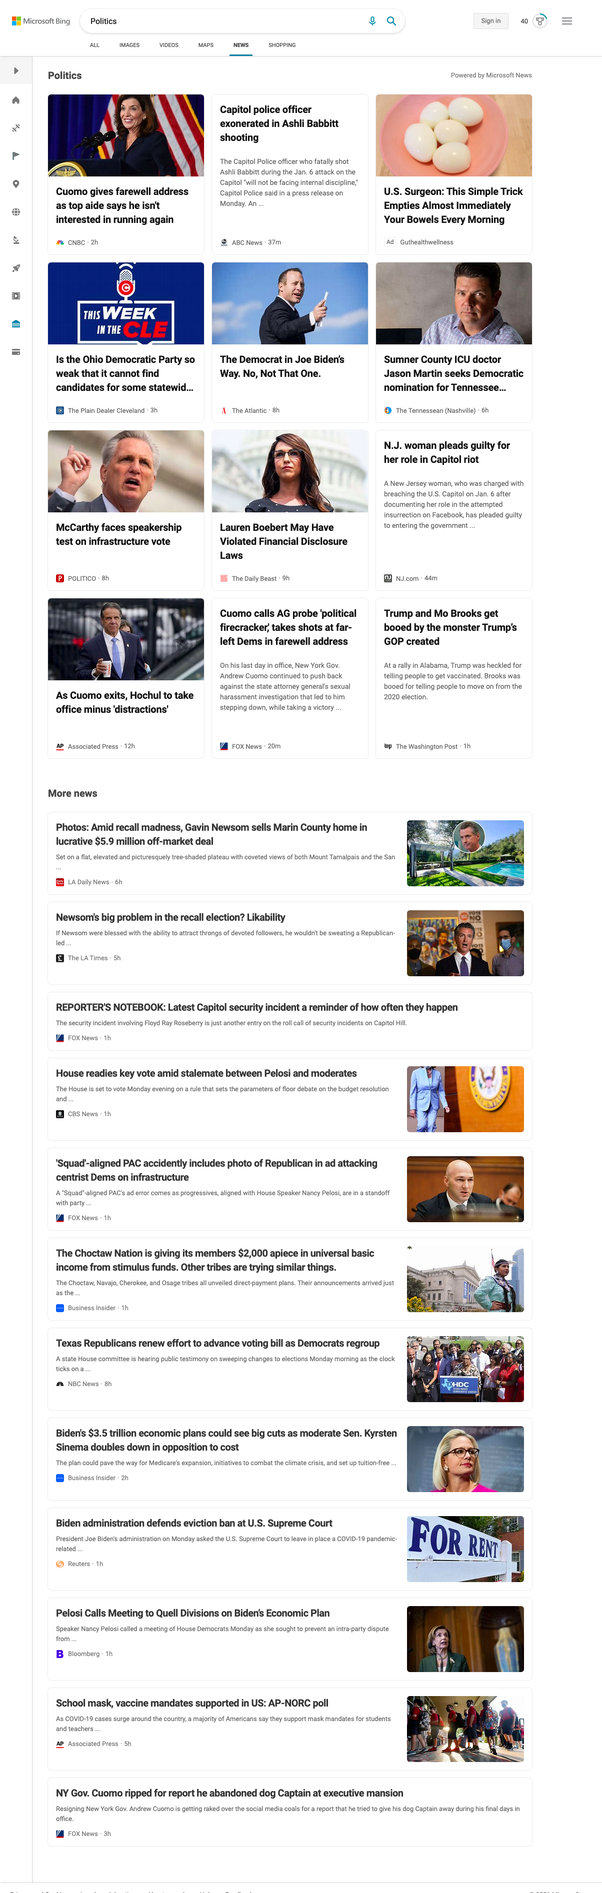 Microsoft Bing
Politics
Sign in
40
ALL IMAGES VIDEOS MAPS NEWS SHOPPING
Politics
Powered by Microsoft News
Cuomo gives farewell address
as top aide says he isn't
interested in running again
CNBC · 2h
Capitol police officer
exonerated in Ashli Babbitt
shooting
The Capitol Police officer who fatally shot
Ashli Babbitt during the Jan. 6 attack on the
Capitol "will not be facing internal discipline,"
Capitol Police said in a press release on
Monday. An ...
ABC News · 37m
U.S. Surgeon: This Simple Trick
Empties Almost Immediately
Your Bowels Every Morning
Ad Guthealthwellness
THIS WEEK
IN THE CLE
Is the Ohio Democratic Party so
weak that it cannot find
candidates for some statewid...
The Plain Dealer Cleveland · 3h
The Democrat in Joe Biden's
Way. No, Not That One.
The Atlantic · 8h
Sumner County ICU doctor
Jason Martin seeks Democratic
nomination for Tennessee...
The Tennessean (Nashville) · 6h
McCarthy faces speakership
test on infrastructure vote
POLITICO · 8h
Lauren Boebert May Have
Violated Financial Disclosure
Laws
The Daily Beast · 9h
N.J. woman pleads guilty for
her role in Capitol riot
A New Jersey woman, who was charged with
breaching the U.S. Capitol on Jan. 6 after
documenting her role in the attempted
insurrection on Facebook, has pleaded guilty
to entering the government ...
NJ.com · 44m
As Cuomo exits, Hochul to take
office minus 'distractions'
AP Associated Press · 12h
Cuomo calls AG probe 'political
firecracker,' takes shots at far-
left Dems in farewell address
On his last day in office, New York Gov.
Andrew Cuomo continued to push back
against the state attorney general's sexual
harassment investigation that led to him
stepping down, while taking a victory ...
FOX News · 20m
Trump and Mo Brooks get
booed by the monster Trump's
GOP created
At a rally in Alabama, Trump was heckled for
telling people to get vaccinated. Brooks was
booed for telling people to move on from the
2020 election.
wp The Washington Post · 1h
More news
Photos: Amid recall madness, Gavin Newsom sells Marin County home in
lucrative $5.9 million off-market deal
Set on a flat, elevated and picturesquely tree-shaded plateau with coveted views of both Mount Tamalpais and the San
...
LA Daily News · 6h
Newsom's big problem in the recall election? Likability
If Newsom were blessed with the ability to attract throngs of devoted followers, he wouldn't be sweating a Republican-
led ...
The LA Times · 5h
REPORTER'S NOTEBOOK: Latest Capitol security incident a reminder of how often they happen
The security incident involving Floyd Ray Roseberry is just another entry on the roll call of security incidents on Capitol Hill.
FOX News · 1h
House readies key vote amid stalemate between Pelosi and moderates
The House is set to vote Monday evening on a rule that sets the parameters of floor debate on the budget resolution
and ...
CBS News · 1h
'Squad'-aligned PAC accidently includes photo of Republican in ad attacking
centrist Dems on infrastructure
A "Squad"-aligned PAC's ad error comes as progressives, aligned with House Speaker Nancy Pelosi, are in a standoff
with party ...
FOX News · 1h
The Choctaw Nation is giving its members $2,000 apiece in universal basic
income from stimulus funds. Other tribes are trying similar things.
The Choctaw, Navajo, Cherokee, and Osage tribes all unveiled direct-payment plans. Their announcements arrived just
as the ...
Business Insider · 1h
Texas Republicans renew effort to advance voting bill as Democrats regroup
A state House committee is hearing public testimony on sweeping changes to elections Monday morning as the clock
ticks on a ...
NBC News · 8h
HDC
Biden's $3.5 trillion economic plans could see big cuts as moderate Sen. Kyrsten
Sinema doubles down in opposition to cost
The plan could pave the way for Medicare's expansion, initiatives to combat the climate crisis, and set up tuition-free ...
Business Insider · 2h
Biden administration defends eviction ban at U.S. Supreme Court
President Joe Biden's administration on Monday asked the U.S. Supreme Court to leave in place a COVID-19 pandemic-
related ...
Reuters · 1h
FOR RENT
Pelosi Calls Meeting to Quell Divisions on Biden's Economic Plan
Speaker Nancy Pelosi called a meeting of House Democrats Monday as she sought to prevent an intra-party dispute
from ...
B Bloomberg · 1h
School mask, vaccine mandates supported in US: AP-NORC poll
As COVID-19 cases surge around the country, a majority of Americans say they support mask mandates for students
and teachers ...
AP Associated Press · 5h
NY Gov. Cuomo ripped for report he abandoned dog Captain at executive mansion
Resigning New York Gov. Andrew Cuomo is getting raked over the social media coals for a report that he tried to give his dog Captain away during his final days in
office.
FOX News · 3h